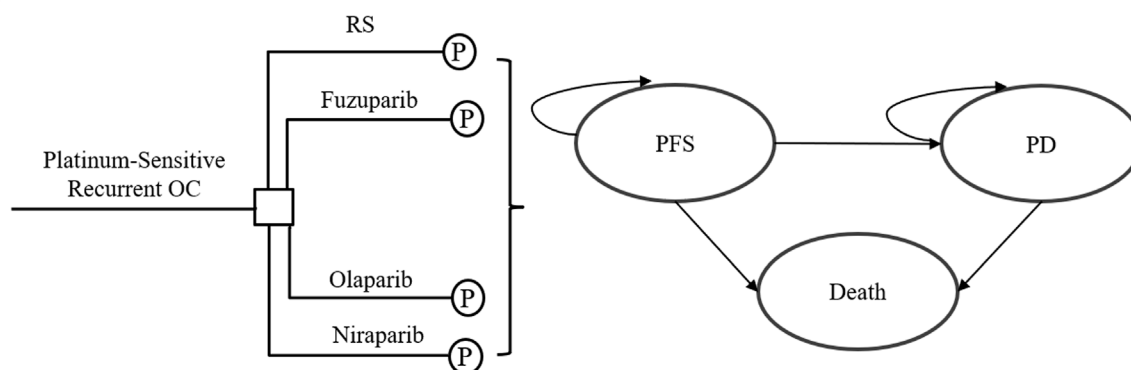 RS
P
Fuzuparib
P
Platinum-Sensitive
Recurrent OC
Olaparib
P
Niraparib
P
PFS
PD
Death